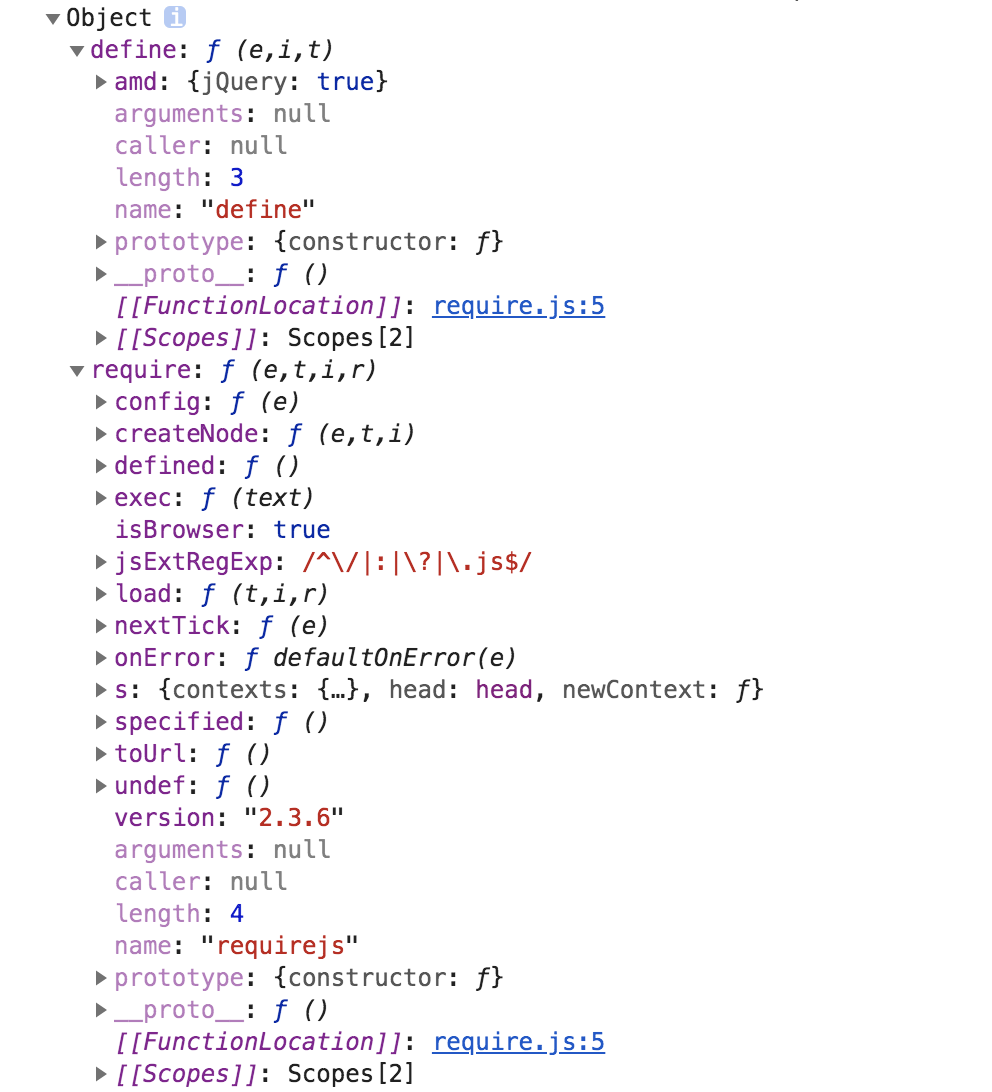 Object i
define: ƒ (e,i,t)
amd: {jQuery: true}
arguments: null
caller: null
length: 3
name: "define"
prototype: {constructor: ƒ}
__proto__: ƒ ()
[[FunctionLocation]]: require.js:5
[[Scopes]]: Scopes[2]
require: ƒ (e,t,i,r)
config: ƒ (e)
createNode: ƒ (e,t,i)
defined: ƒ ()
exec: ƒ (text)
isBrowser: true
jsExtRegExp: /^\/|:|\?|\.js$/
load: ƒ (t,i,r)
nextTick: ƒ (e)
onError: ƒ defaultOnError(e)
s: {contexts: {…}, head: head, newContext: ƒ}
specified: ƒ ()
toUrl: ƒ ()
undef: ƒ ()
version: "2.3.6"
arguments: null
caller: null
length: 4
name: "requirejs"
prototype: {constructor: ƒ}
__proto__: ƒ ()
[[FunctionLocation]]: require.js:5
[[Scopes]]: Scopes[2]